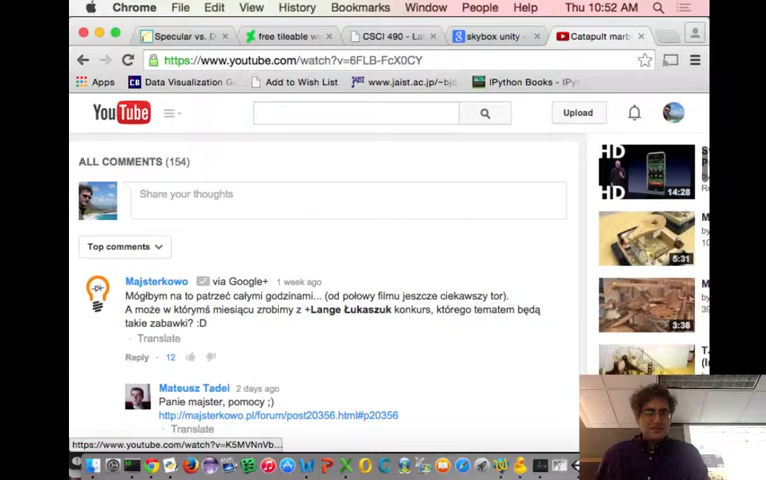 Chrome File Edit View History Bookmarks Window People Help Thu 10:52 AM
Specular vs. D free tileable w CSCI 490 - La skybox unity - Catapult marb
https://www.youtube.com/watch?v=6FLB-FcX0CY
Apps Data Visualization Ga Add to Wish List www.jaist.ac.jp/~bjo IPython Books - IPy
YouTube Upload
ALL COMMENTS (154)
Share your thoughts
Top comments
Majsterkowo via Google+ 1 week ago
Mógłbym na to patrzeć całymi godzinami... (od połowy filmu jeszcze ciekawszy tor).
A może w którymś miesiącu zrobimy z +Lange Łukaszuk konkurs, którego tematem będą
takie zabawki? :D
Translate
Reply 12
Mateusz Tadel 2 days ago
Panie majster, pomocy ;)
http://majsterkowo.pl/forum/post20356.html#p20356
Translate
https://www.youtube.com/watch?v=K5MVNnVb...
HD
HD
14:28
5:31
3:36